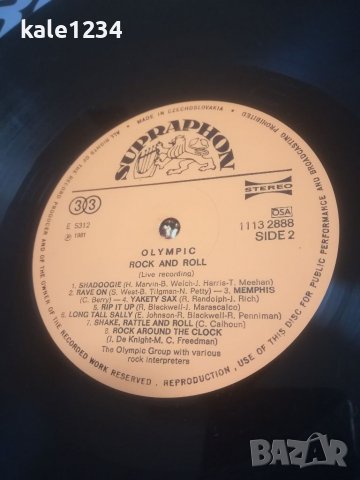 kale1234
MADE IN CZECHOSLOVAKIA
ALL RIGHTS OF THE RECORD PRODUCER AND OF THE OWNER OF THE RECORDED WORK RESERVED . REPRODUCTION, USE OF THIS DISC FOR PUBLIC PERFORMANCE AND BROADCASTING PROHIBITED
SUPRAPHON
33
STEREO
E 5312
℗ 1981
OSA
1113 2888
SIDE 2
OLYMPIC
ROCK AND ROLL
(Live recording)
1. SHADOOGIE (H. Marvin-B. Welch-J. Harris-T. Meehan)
2. RAVE ON (S. West-B. Tilgman-N. Petty) - 3. MEMPHIS
(C. Berry) - 4. YAKETY SAX (R. Randolph-J. Rich)
5. RIP IT UP (R. Blackwell-J. Marascalco)
6. LONG TALL SALLY (E. Johnson-R. Blackwell-R. Penniman)
7. SHAKE, RATTLE AND ROLL (C. Calhoun)
8. ROCK AROUND THE CLOCK
(J. De Knight-M. C. Freedman)
The Olympic Group with various
rock interpreters
BAZAR